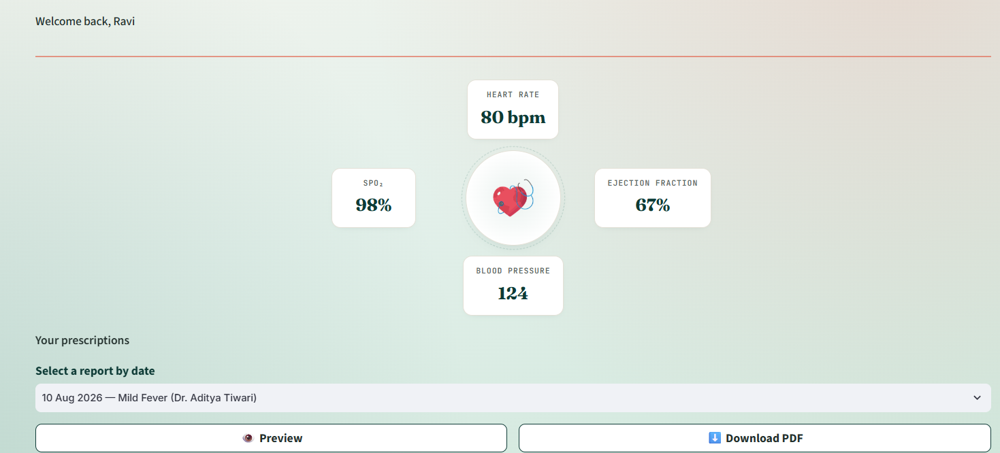 Welcome back, Ravi
HEART RATE
80 bpm
SPO₂
98%
EJECTION FRACTION
67%
BLOOD PRESSURE
124
Your prescriptions
Select a report by date
10 Aug 2026 — Mild Fever (Dr. Aditya Tiwari)
Preview
Download PDF